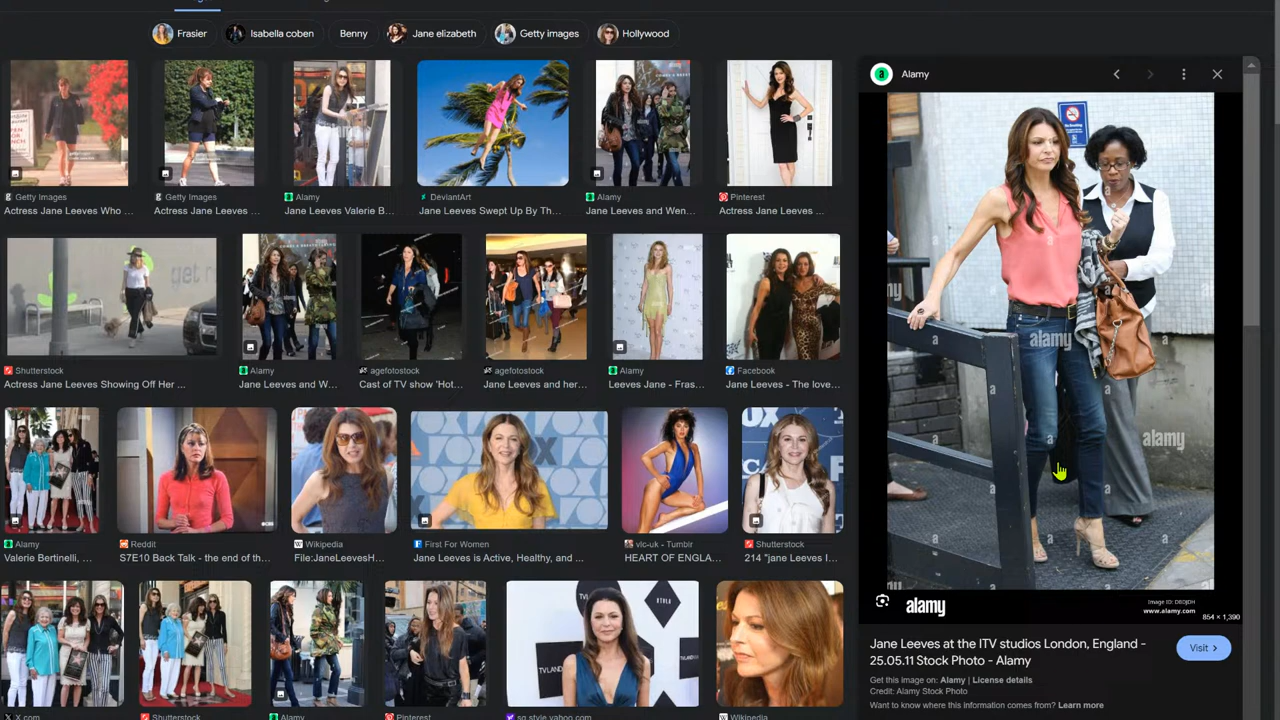 Frasier
Isabella coben
Benny
Jane elizabeth
Getty images
Hollywood
Getty Images
Actress Jane Leeves Who ...
Getty Images
Actress Jane Leeves ...
Alamy
Jane Leeves Valerie B...
DeviantArt
Jane Leeves Swept Up By Th...
Alamy
Jane Leeves and Wen...
Pinterest
Actress Jane Leeves ...
Shutterstock
Actress Jane Leeves Showing Off Her ...
Alamy
Jane Leeves and W...
agefotostock
Cast of TV show 'Hot...
agefotostock
Jane Leeves and her...
Alamy
Leeves Jane - Fras...
Facebook
Jane Leeves - The love...
Alamy
Valerie Bertinelli, ...
Reddit
S7E10 Back Talk - the end of th...
Wikipedia
File:JaneLeevesH...
First For Women
Jane Leeves is Active, Healthy, and ...
vlc-uk - Tumblr
HEART OF ENGLA...
Shutterstock
214 "jane Leeves I...
X.com
Shutterstock
Alamy
Pinterest
sg.style.yahoo.com
Wikipedia
Alamy
alamy
alamy
alamy
Image ID: DBDJDH
www.alamy.com
854 × 1,390
Jane Leeves at the ITV studios London, England -
25.05.11 Stock Photo - Alamy
Visit
Get this image on: Alamy | License details
Credit: Alamy Stock Photo
Want to know where this information comes from? Learn more